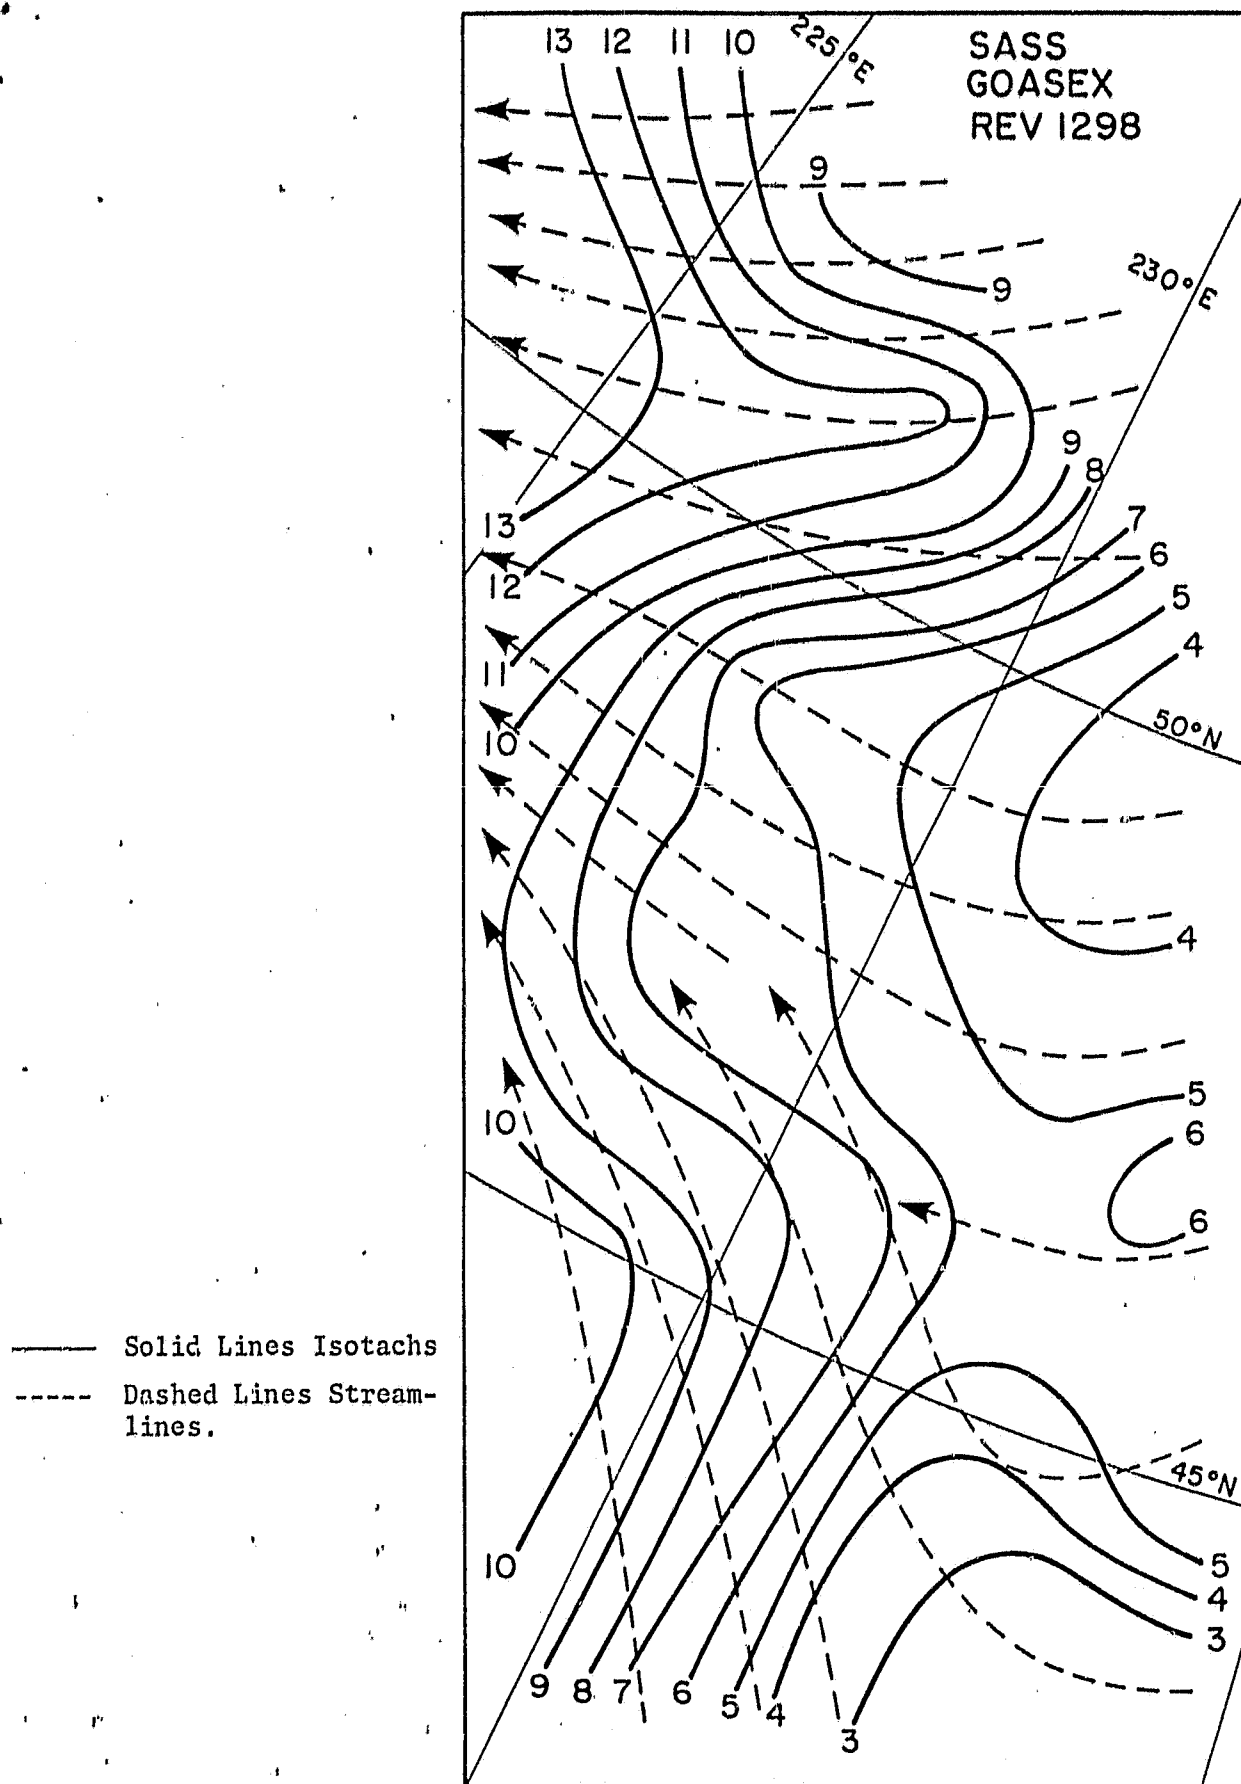 13 12 11 10
225 °E
SASS
GOASEX
REV 1298
9
230° E
9
9
8
13
7
6
12
5
4
11
50°N
10
4
5
10
6
6
Solid Lines Isotachs
Dashed Lines Stream-
lines.
45°N
10
5
4
3
9 8 7 6 5 4
3